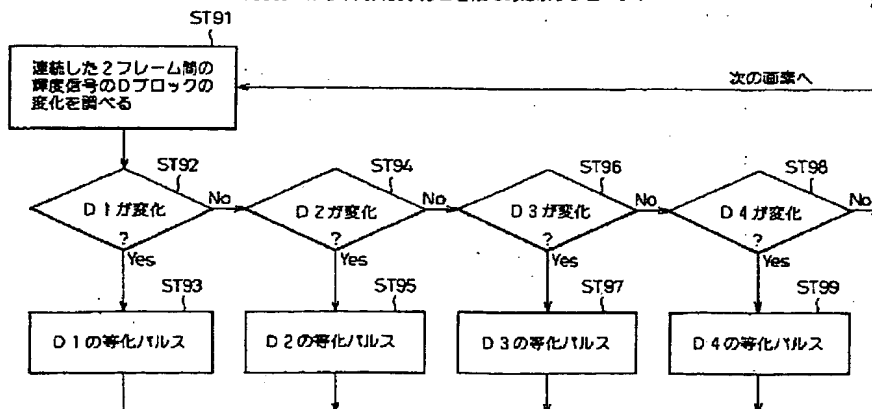 ST91
連続した2フレーム間の
輝度信号のDブロックの
変化を調べる
次の画素へ
ST92
ST94
ST96
ST98
D1が変化
?
No
D2が変化
?
No
D3が変化
?
No
D4が変化
?
No
Yes
Yes
Yes
Yes
ST93
ST95
ST97
ST99
D1の等化パルス
D2の等化パルス
D3の等化パルス
D4の等化パルス